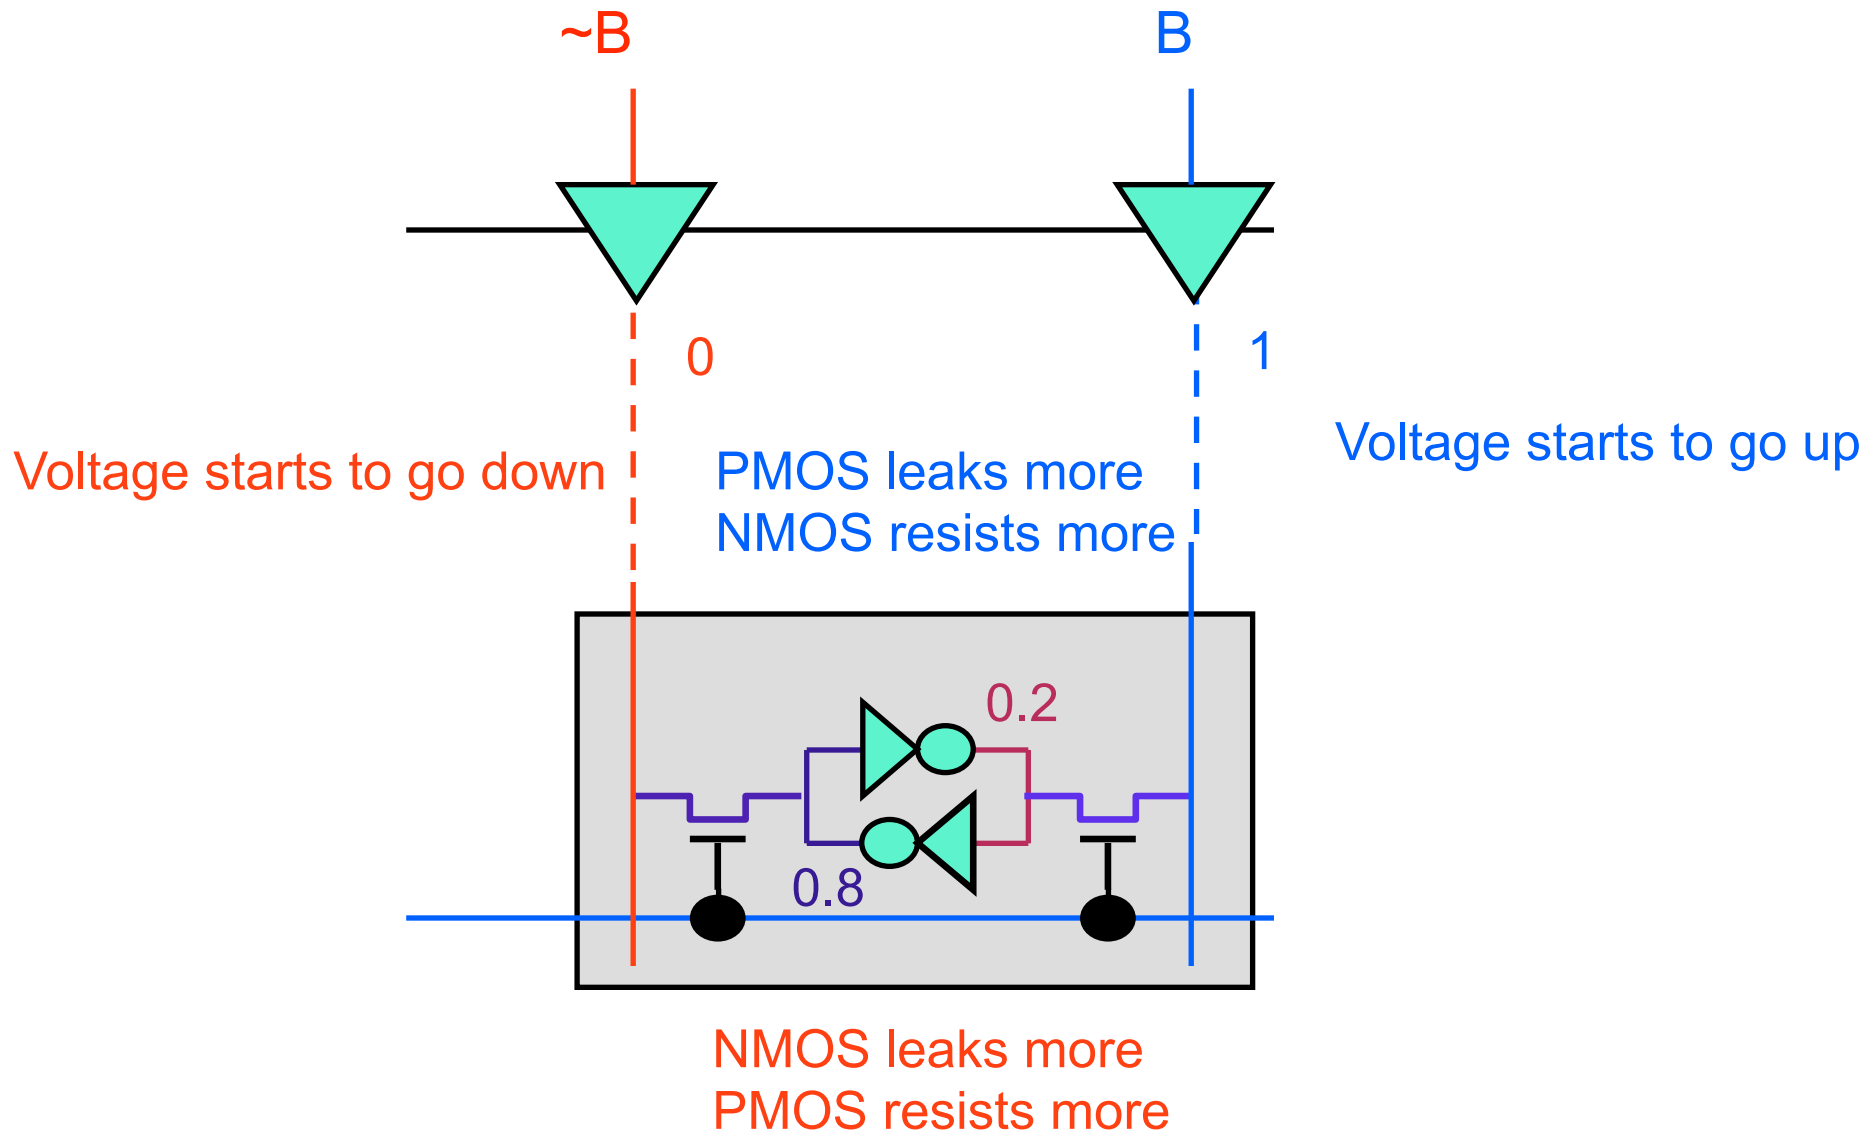 ~B
B
0
1
Voltage starts to go down
PMOS leaks more
NMOS resists more
Voltage starts to go up
0.2
0.8
NMOS leaks more
PMOS resists more